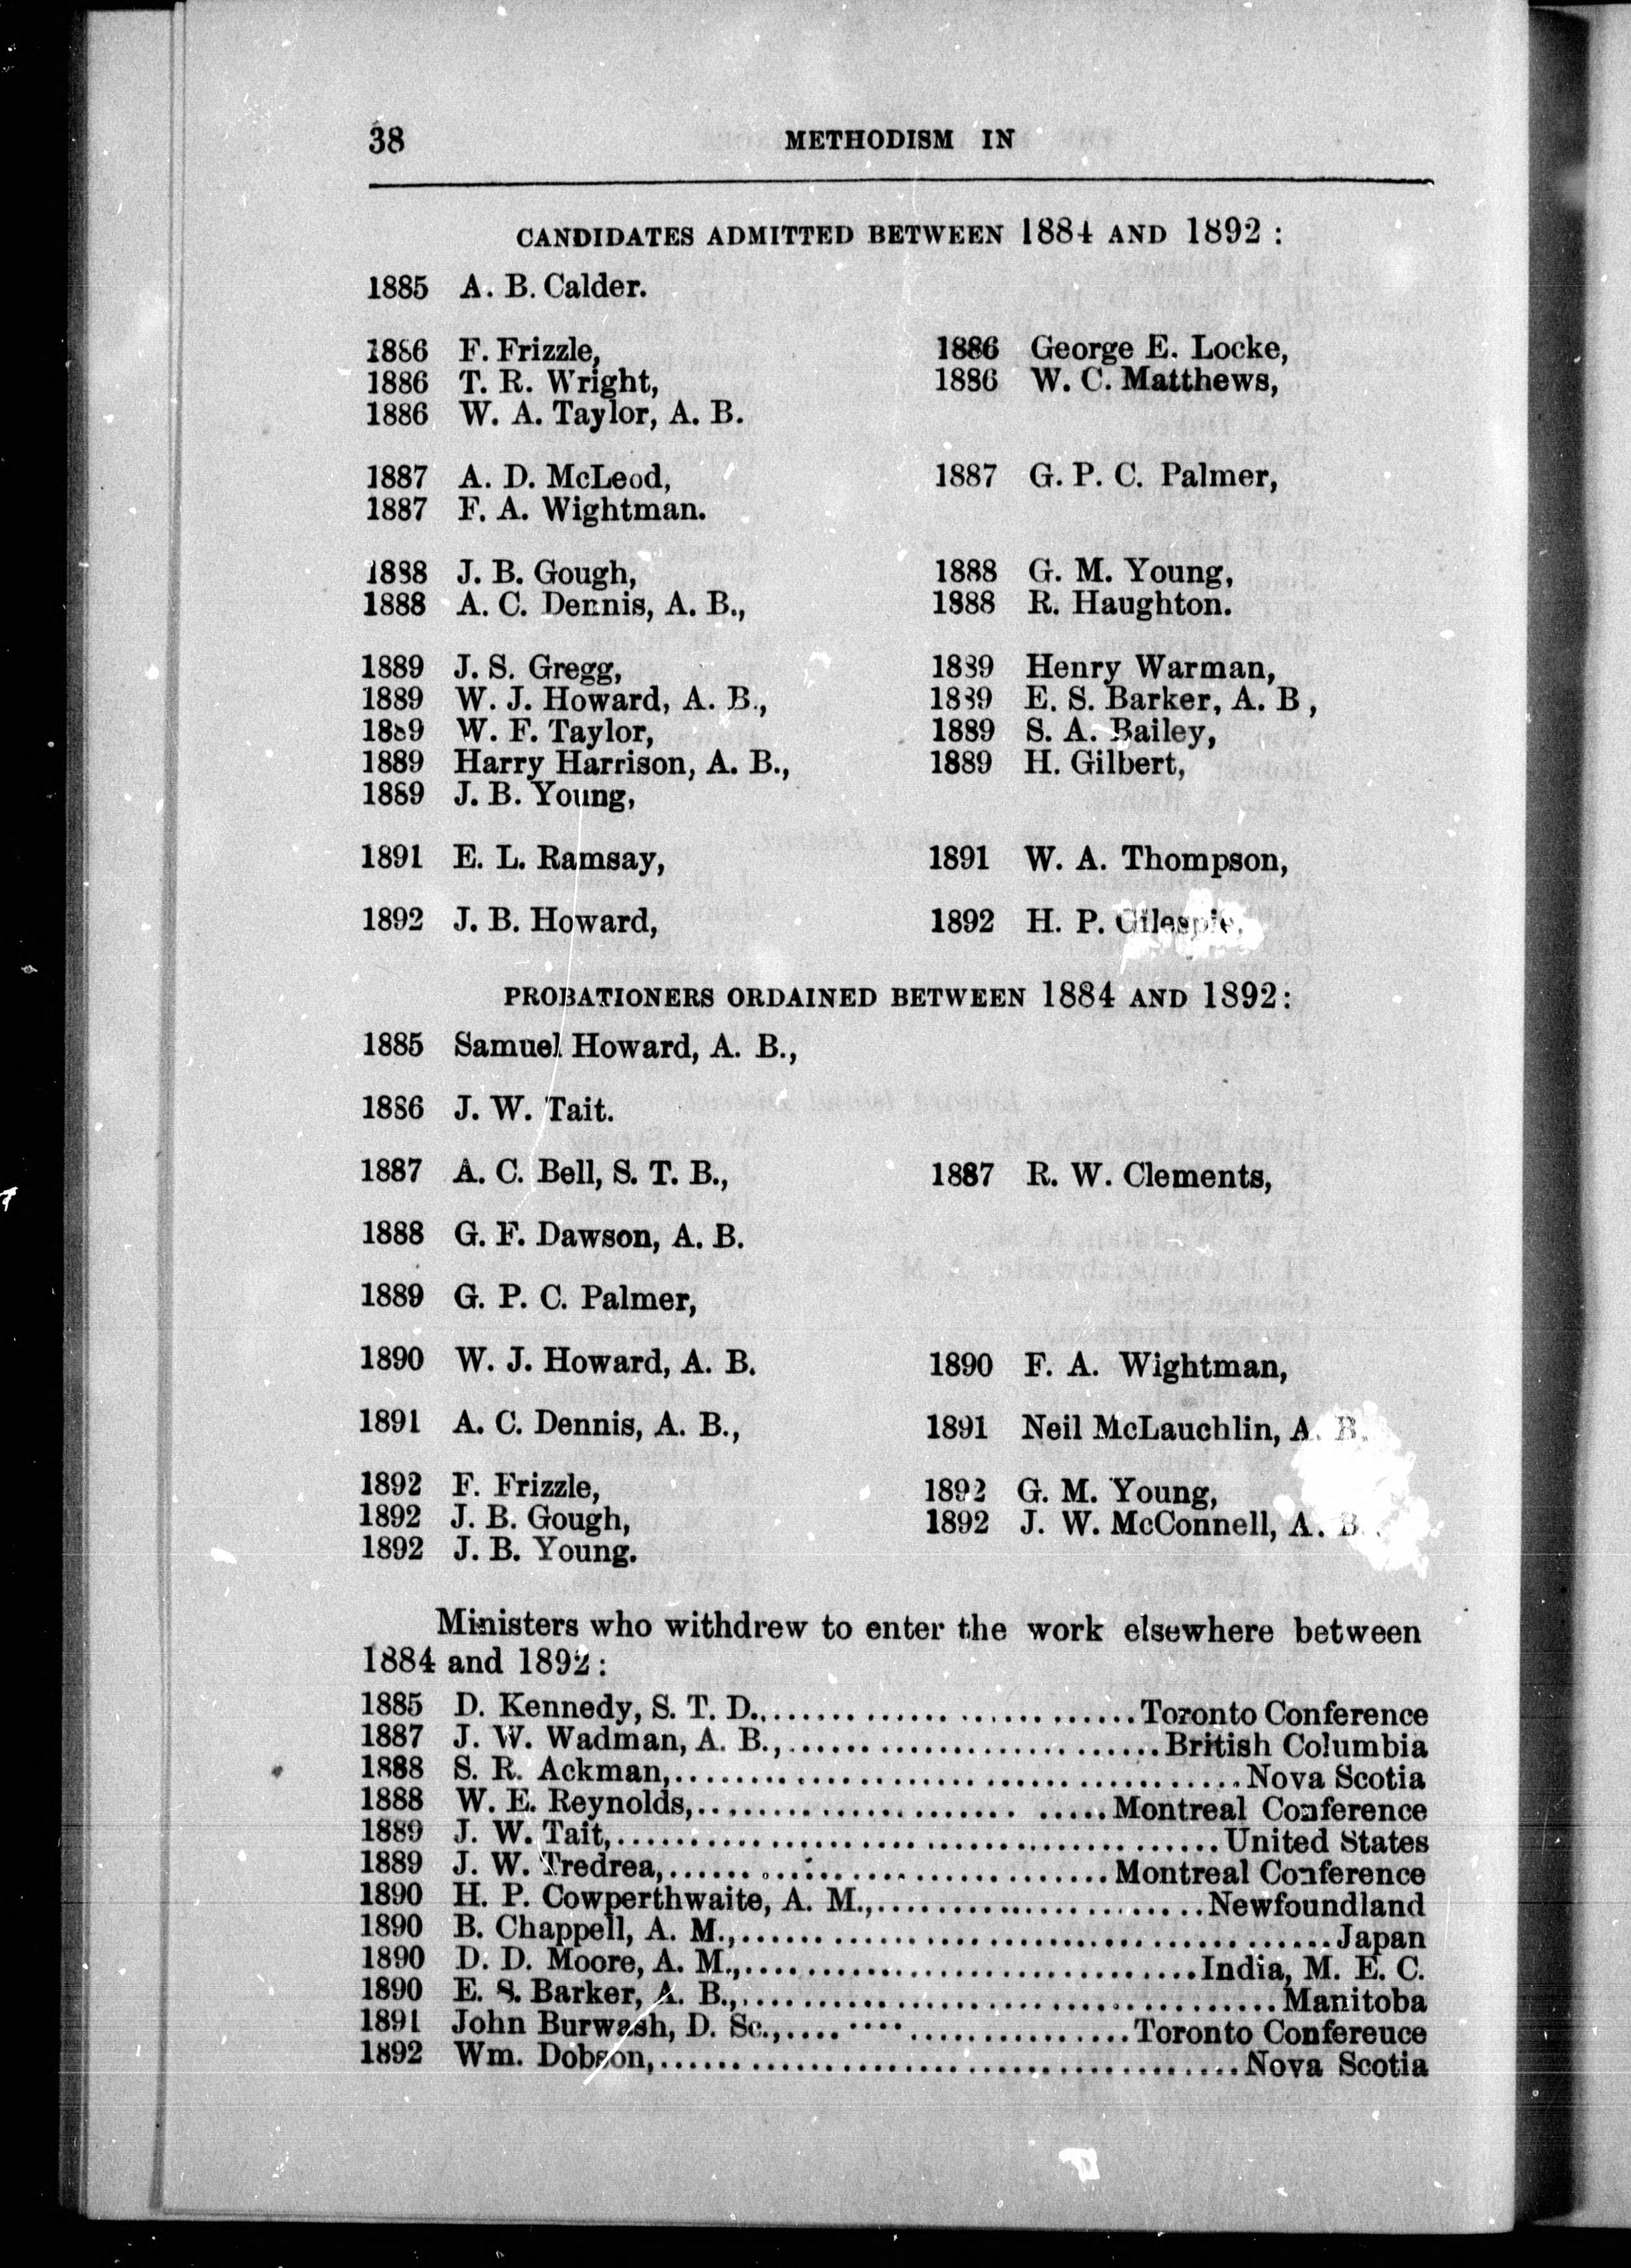 38 METHODISM IN
CANDIDATES ADMITTED BETWEEN 1884 AND 1892 :
1885 A. B. Calder.
1886 F. Frizzle, 1886 George E. Locke,
1886 T. R. Wright, 1886 W. C. Matthews,
1886 W. A. Taylor, A. B.
1887 A. D. McLeod, 1887 G. P. C. Palmer,
1887 F. A. Wightman.
1888 J. B. Gough, 1888 G. M. Young,
1888 A. C. Dennis, A. B., 1888 R. Haughton.
1889 J. S. Gregg, 1889 Henry Warman,
1889 W. J. Howard, A. B., 1889 E. S. Barker, A. B ,
1889 W. F. Taylor, 1889 S. A. Bailey,
1889 Harry Harrison, A. B., 1889 H. Gilbert,
1889 J. B. Young,
1891 E. L. Ramsay, 1891 W. A. Thompson,
1892 J. B. Howard, 1892 H. P. Gilespie,
PROBATIONERS ORDAINED BETWEEN 1884 AND 1892:
1885 Samuel Howard, A. B.,
1886 J. W. Tait.
1887 A. C. Bell, S. T. B., 1887 R. W. Clements,
1888 G. F. Dawson, A. B.
1889 G. P. C. Palmer,
1890 W. J. Howard, A. B. 1890 F. A. Wightman,
1891 A. C. Dennis, A. B., 1891 Neil McLauchlin, A. B.
1892 F. Frizzle, 1892 G. M. Young,
1892 J. B. Gough, 1892 J. W. McConnell, A. B.
1892 J. B. Young.
Ministers who withdrew to enter the work elsewhere between
1884 and 1892:
1885 D. Kennedy, S. T. D.,..............................Toronto Conference
1887 J. W. Wadman, A. B.,..............................British Columbia
1888 S. R. Ackman,..............................Nova Scotia
1888 W. E. Reynolds,..............................Montreal Conference
1889 J. W. Tait,..............................United States
1889 J. W. Tredrea,..............................Montreal Conference
1890 H. P. Cowperthwaite, A. M.,..............................Newfoundland
1890 B. Chappell, A. M.,..............................Japan
1890 D. D. Moore, A. M.,..............................India, M. E. C.
1890 E. S. Barker, A. B.,..............................Manitoba
1891 John Burwash, D. Sc.,..............................Toronto Confereuce
1892 Wm. Dobson,..............................Nova Scotia